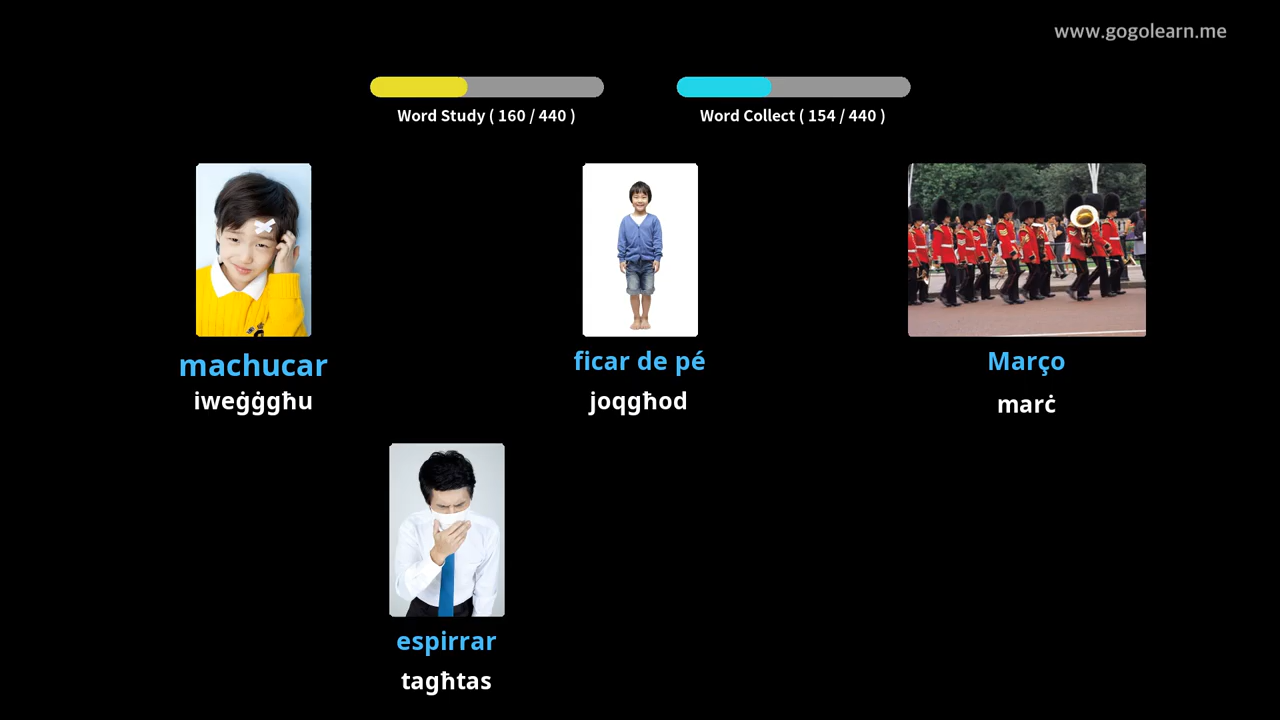 www.gogolearn.me
Word Study ( 160 / 440 )
Word Collect ( 154 / 440 )
machucar
iweġġgħu
ficar de pé
joqgħod
Março
marċ
espirrar
tagħtas